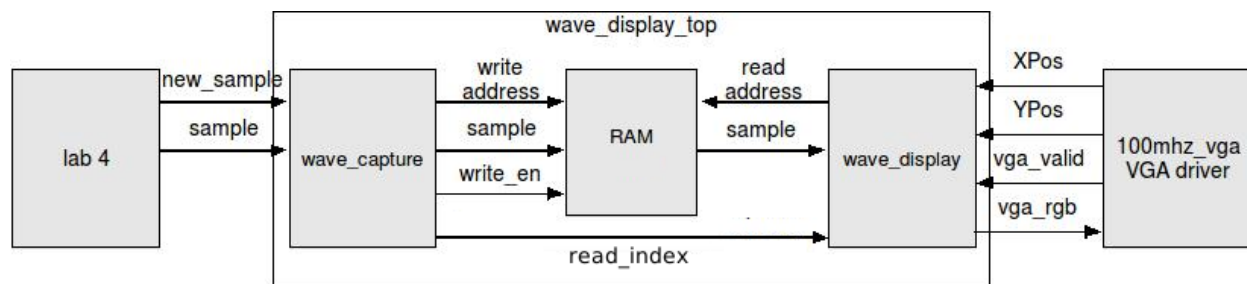 wave_display_top
lab 4
new_sample
sample
wave_capture
write
address
sample
write_en
RAM
read
address
sample
read_index
wave_display
XPos
YPos
vga_valid
vga_rgb
100mhz_vga
VGA driver